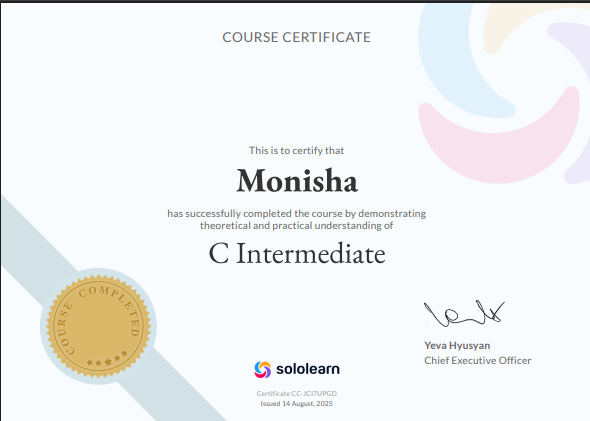 COURSE CERTIFICATE
This is to certify that
Monisha
has successfully completed the course by demonstrating
theoretical and practical understanding of
C Intermediate
COURSE COMPLETED
Yeva Hyusyan
Chief Executive Officer
sololearn
Certificate CC-JCI7UPGD
Issued 14 August, 2025